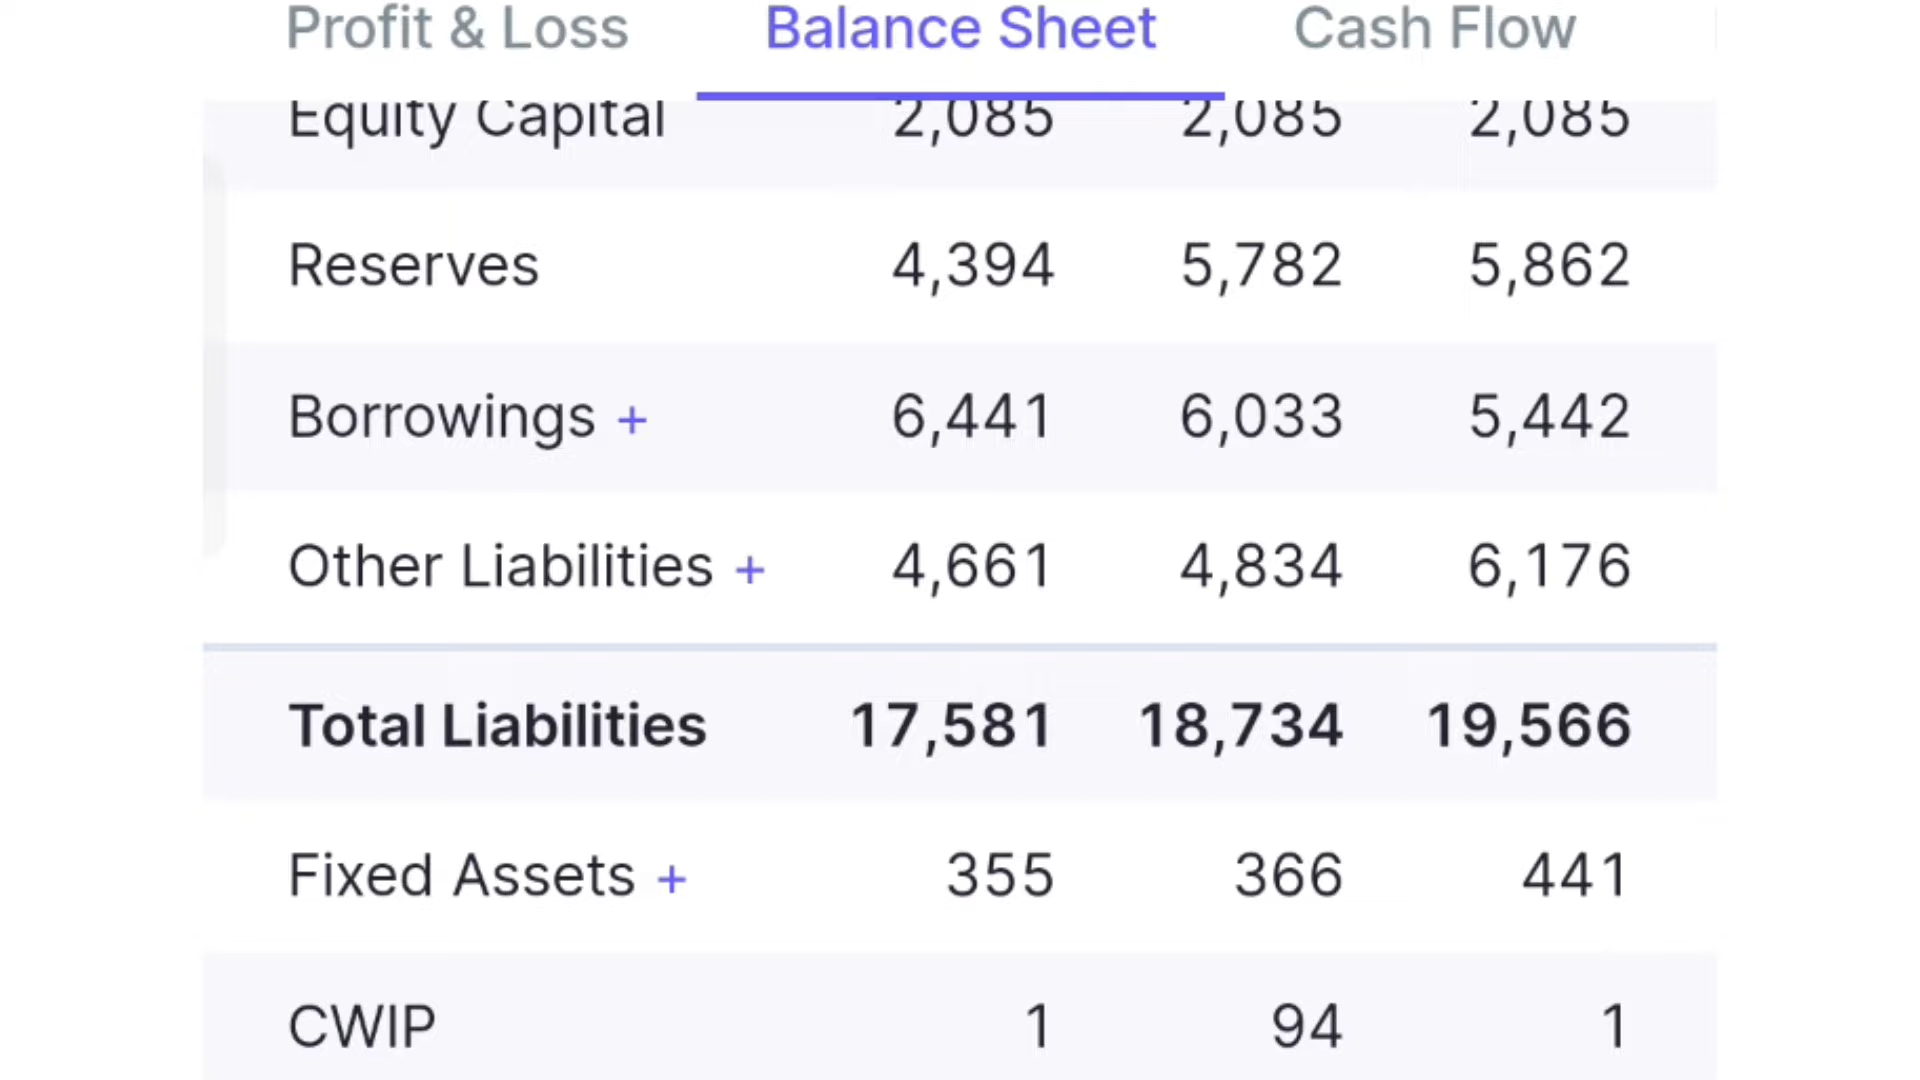 Profit & Loss Balance Sheet Cash Flow
Equity Capital 2,085 2,085 2,085
Reserves 4,394 5,782 5,862
Borrowings + 6,441 6,033 5,442
Other Liabilities + 4,661 4,834 6,176
Total Liabilities 17,581 18,734 19,566
Fixed Assets + 355 366 441
CWIP 1 94 1